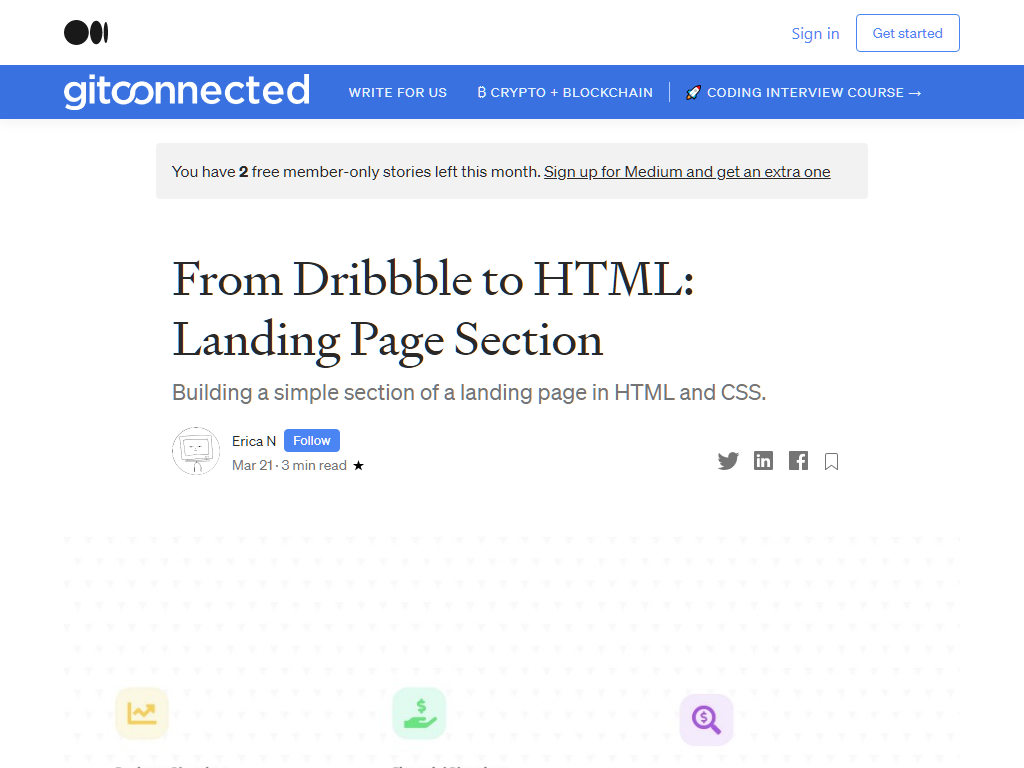 Sign in
Get started
gitconnected
WRITE FOR US
₿ CRYPTO + BLOCKCHAIN
🚀 CODING INTERVIEW COURSE →
You have 2 free member-only stories left this month. Sign up for Medium and get an extra one
From Dribbble to HTML:
Landing Page Section
Building a simple section of a landing page in HTML and CSS.
Erica N
Follow
Mar 21 · 3 min read ★